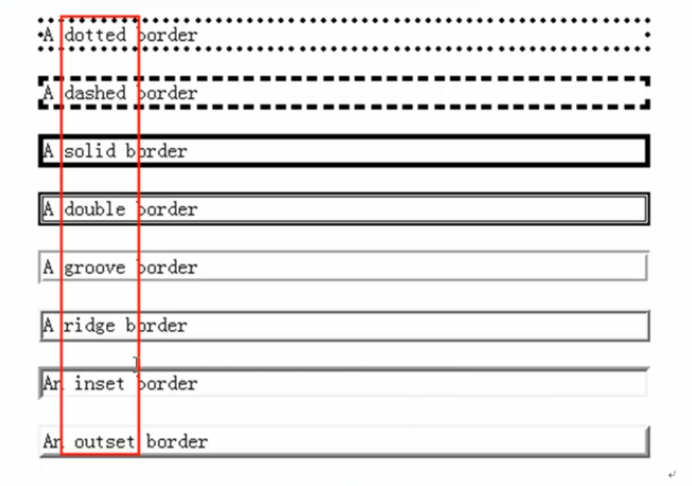 A dotted border
A dashed border
A solid border
A double border
A groove border
A ridge border
An inset border
An outset border